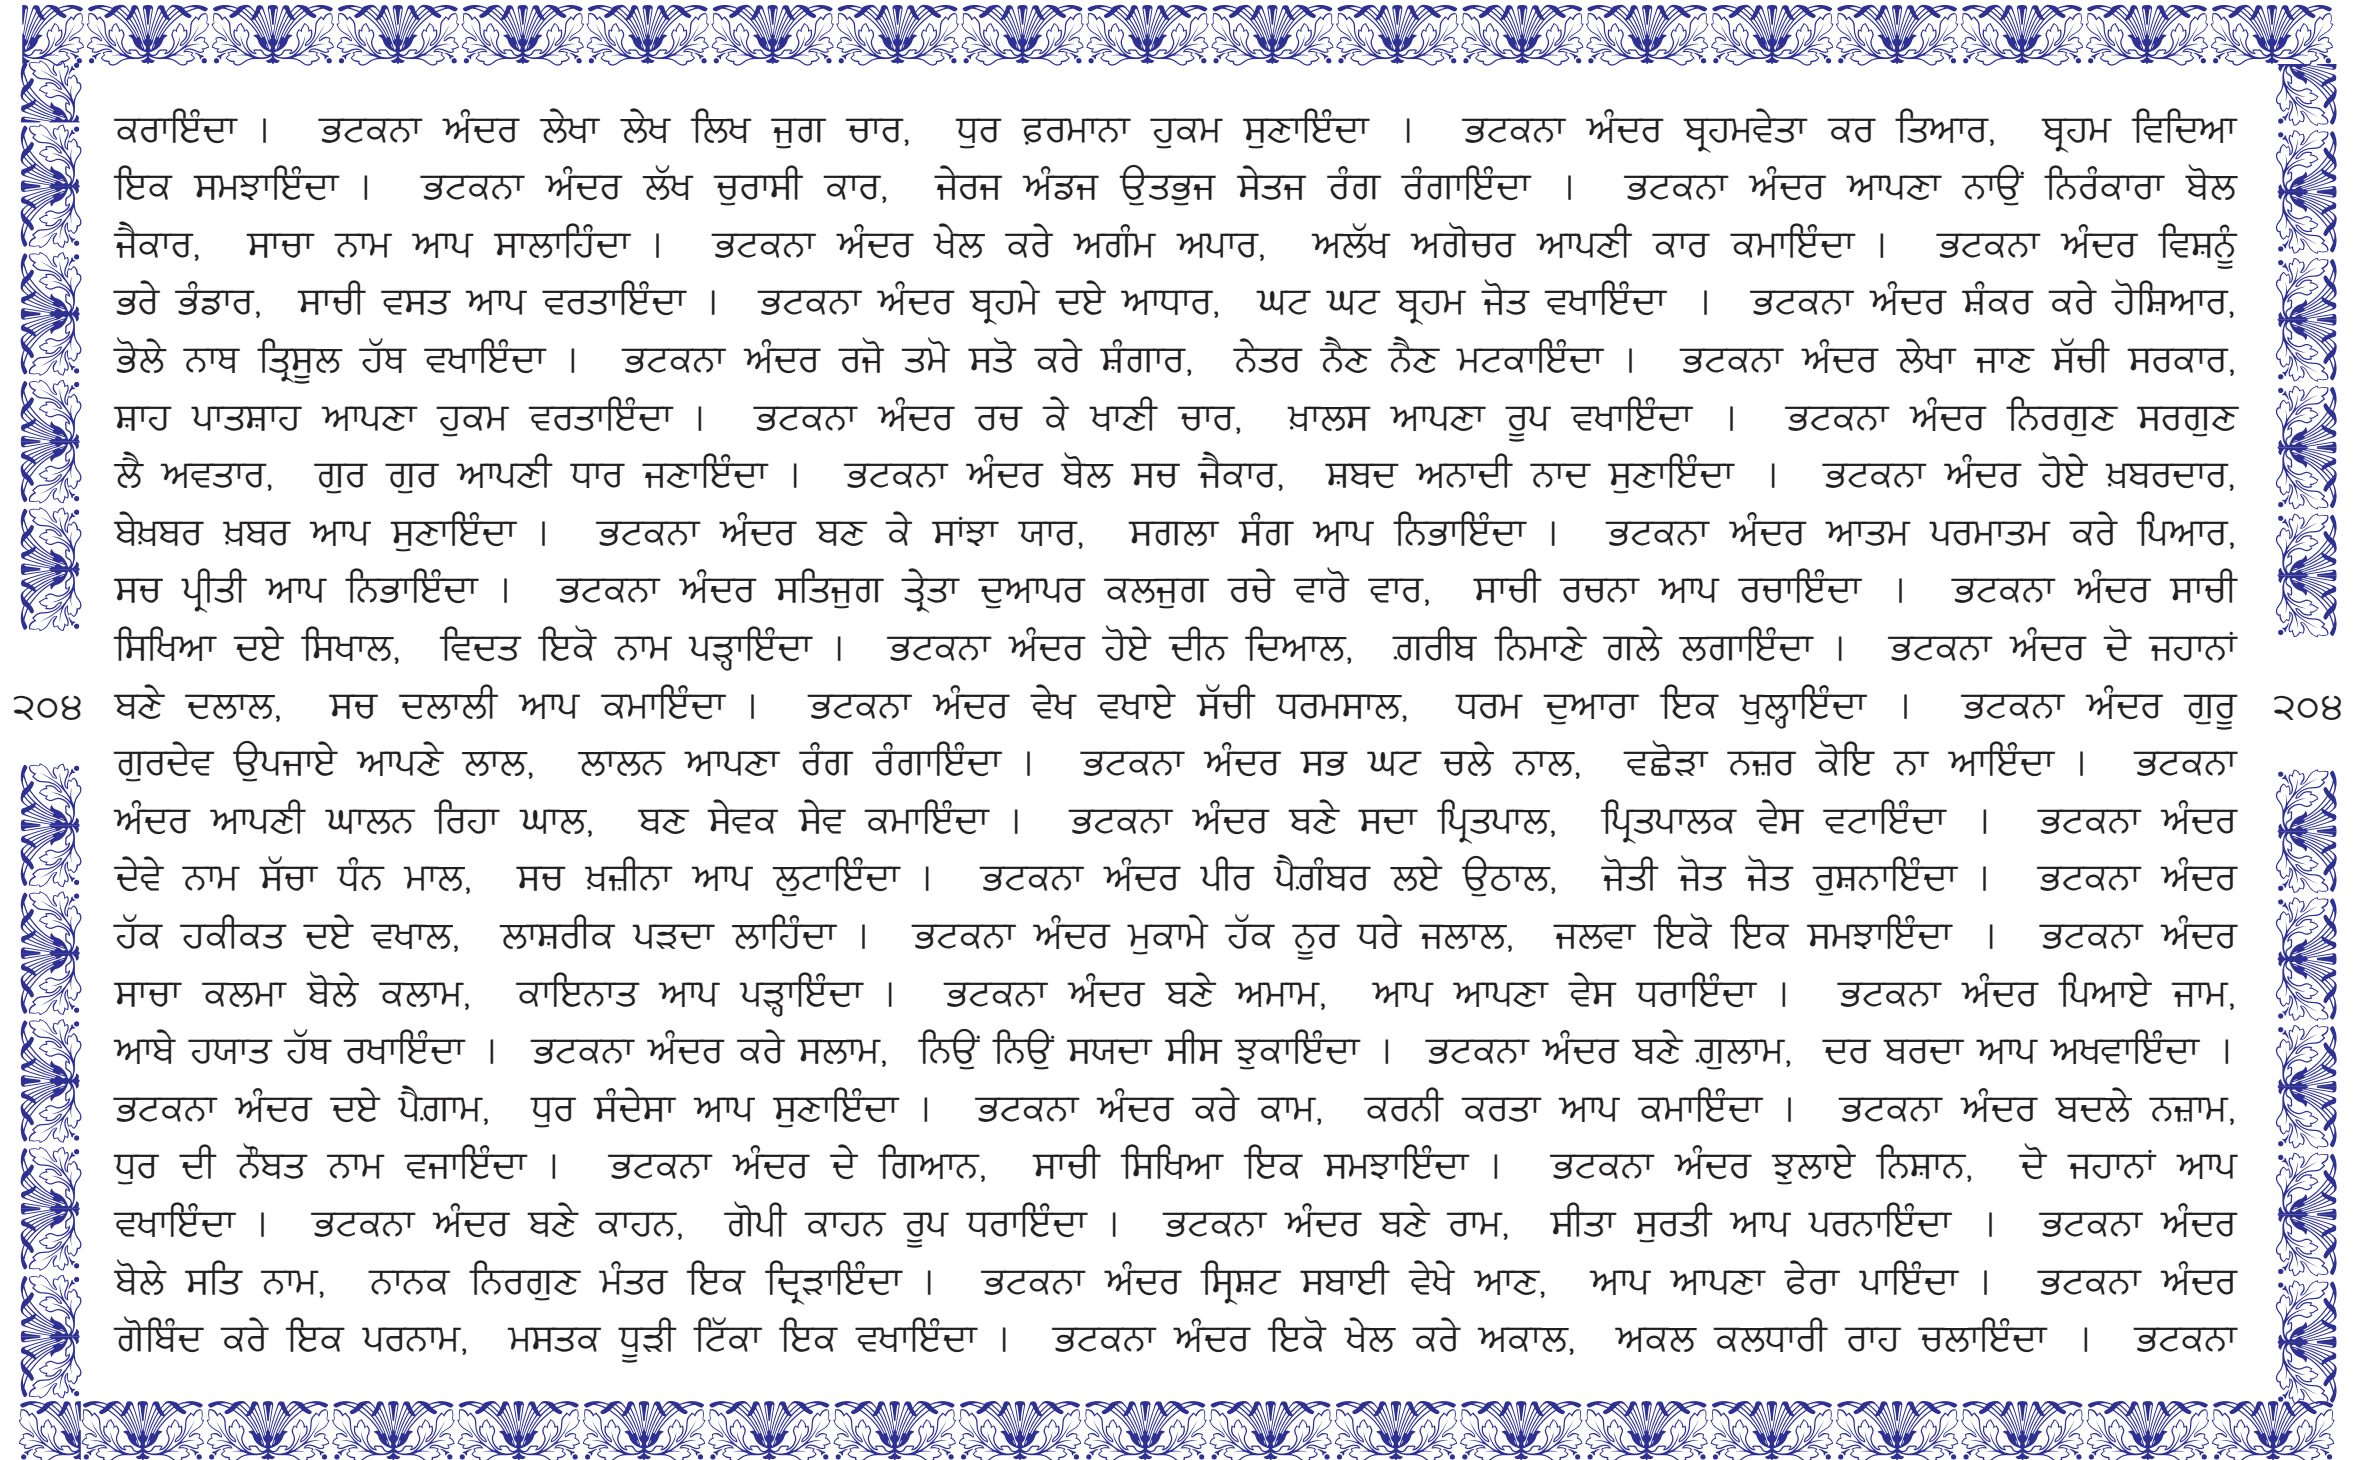 ਕਰਾਇੰਦਾ । ਭਟਕਨਾ ਅੰਦਰ ਲੇਖਾ ਲੇਖ ਲਿਖ ਜੁਗ ਚਾਰ, ਧੁਰ ਫ਼ਰਮਾਨਾ ਹੁਕਮ ਸੁਣਾਇੰਦਾ । ਭਟਕਨਾ ਅੰਦਰ ਬ੍ਰਹਮਵੇਤਾ ਕਰ ਤਿਆਰ, ਬ੍ਰਹਮ ਵਿਦਿਆ
ਇਕ ਸਮਝਾਇੰਦਾ । ਭਟਕਨਾ ਅੰਦਰ ਲੱਖ ਚੁਰਾਸੀ ਕਾਰ, ਜੇਰਜ ਅੰਡਜ ਉਤਭੁਜ ਸੇਤਜ ਰੰਗ ਰੰਗਾਇੰਦਾ । ਭਟਕਨਾ ਅੰਦਰ ਆਪਣਾ ਨਾਉਂ ਨਿਰੰਕਾਰਾ ਬੋਲ
ਜੈਕਾਰ, ਸਾਚਾ ਨਾਮ ਆਪ ਸਾਲਾਹਿੰਦਾ । ਭਟਕਨਾ ਅੰਦਰ ਖੇਲ ਕਰੇ ਅਗੰਮ ਅਪਾਰ, ਅਲੱਖ ਅਗੋਚਰ ਆਪਣੀ ਕਾਰ ਕਮਾਇੰਦਾ । ਭਟਕਨਾ ਅੰਦਰ ਵਿਸ਼ਨੂੰ
ਭਰੇ ਭੰਡਾਰ, ਸਾਚੀ ਵਸਤ ਆਪ ਵਰਤਾਇੰਦਾ । ਭਟਕਨਾ ਅੰਦਰ ਬ੍ਰਹਮੇ ਦਏ ਆਧਾਰ, ਘਟ ਘਟ ਬ੍ਰਹਮ ਜੋਤ ਵਖਾਇੰਦਾ । ਭਟਕਨਾ ਅੰਦਰ ਸ਼ੰਕਰ ਕਰੇ ਹੋਸ਼ਿਆਰ,
ਭੋਲੇ ਨਾਥ ਤ੍ਰਿਸੂਲ ਹੱਥ ਵਖਾਇੰਦਾ । ਭਟਕਨਾ ਅੰਦਰ ਰਜੋ ਤਮੋ ਸਤੋ ਕਰੇ ਸ਼ੰਗਾਰ, ਨੇਤਰ ਨੈਣ ਨੈਣ ਮਟਕਾਇੰਦਾ । ਭਟਕਨਾ ਅੰਦਰ ਲੇਖਾ ਜਾਣ ਸੱਚੀ ਸਰਕਾਰ,
ਸ਼ਾਹ ਪਾਤਸ਼ਾਹ ਆਪਣਾ ਹੁਕਮ ਵਰਤਾਇੰਦਾ । ਭਟਕਨਾ ਅੰਦਰ ਰਚ ਕੇ ਖਾਣੀ ਚਾਰ, ਖ਼ਾਲਸ ਆਪਣਾ ਰੂਪ ਵਖਾਇੰਦਾ । ਭਟਕਨਾ ਅੰਦਰ ਨਿਰਗੁਣ ਸਰਗੁਣ
ਲੈ ਅਵਤਾਰ, ਗੁਰ ਗੁਰ ਆਪਣੀ ਧਾਰ ਜਣਾਇੰਦਾ । ਭਟਕਨਾ ਅੰਦਰ ਬੋਲ ਸਚ ਜੈਕਾਰ, ਸ਼ਬਦ ਅਨਾਦੀ ਨਾਦ ਸੁਣਾਇੰਦਾ । ਭਟਕਨਾ ਅੰਦਰ ਹੋਏ ਖ਼ਬਰਦਾਰ,
ਬੇਖ਼ਬਰ ਖ਼ਬਰ ਆਪ ਸੁਣਾਇੰਦਾ । ਭਟਕਨਾ ਅੰਦਰ ਬਣ ਕੇ ਸਾਂਝਾ ਯਾਰ, ਸਗਲਾ ਸੰਗ ਆਪ ਨਿਭਾਇੰਦਾ । ਭਟਕਨਾ ਅੰਦਰ ਆਤਮ ਪਰਮਾਤਮ ਕਰੇ ਪਿਆਰ,
ਸਚ ਪ੍ਰੀਤੀ ਆਪ ਨਿਭਾਇੰਦਾ । ਭਟਕਨਾ ਅੰਦਰ ਸਤਿਜੁਗ ਤ੍ਰੇਤਾ ਦੁਆਪਰ ਕਲਜੁਗ ਰਚੇ ਵਾਰੋ ਵਾਰ, ਸਾਚੀ ਰਚਨਾ ਆਪ ਰਚਾਇੰਦਾ । ਭਟਕਨਾ ਅੰਦਰ ਸਾਚੀ
ਸਿਖਿਆ ਦਏ ਸਿਖਾਲ, ਵਿਦਤ ਇਕੋ ਨਾਮ ਪੜ੍ਹਾਇੰਦਾ । ਭਟਕਨਾ ਅੰਦਰ ਹੋਏ ਦੀਨ ਦਿਆਲ, ਗ਼ਰੀਬ ਨਿਮਾਣੇ ਗਲੇ ਲਗਾਇੰਦਾ । ਭਟਕਨਾ ਅੰਦਰ ਦੋ ਜਹਾਨਾਂ
੨੦੪ ਬਣੇ ਦਲਾਲ, ਸਚ ਦਲਾਲੀ ਆਪ ਕਮਾਇੰਦਾ । ਭਟਕਨਾ ਅੰਦਰ ਵੇਖ ਵਖਾਏ ਸੱਚੀ ਧਰਮਸਾਲ, ਧਰਮ ਦੁਆਰਾ ਇਕ ਖੁਲ੍ਹਾਇੰਦਾ । ਭਟਕਨਾ ਅੰਦਰ ਗੁਰੂ ੨੦੪
ਗੁਰਦੇਵ ਉਪਜਾਏ ਆਪਣੇ ਲਾਲ, ਲਾਲਨ ਆਪਣਾ ਰੰਗ ਰੰਗਾਇੰਦਾ । ਭਟਕਨਾ ਅੰਦਰ ਸਭ ਘਟ ਚਲੇ ਨਾਲ, ਵਛੋੜਾ ਨਜ਼ਰ ਕੋਇ ਨਾ ਆਇੰਦਾ । ਭਟਕਨਾ
ਅੰਦਰ ਆਪਣੀ ਘਾਲਨ ਰਿਹਾ ਘਾਲ, ਬਣ ਸੇਵਕ ਸੇਵ ਕਮਾਇੰਦਾ । ਭਟਕਨਾ ਅੰਦਰ ਬਣੇ ਸਦਾ ਪ੍ਰਿਤਪਾਲ, ਪ੍ਰਿਤਪਾਲਕ ਵੇਸ ਵਟਾਇੰਦਾ । ਭਟਕਨਾ ਅੰਦਰ
ਦੇਵੇ ਨਾਮ ਸੱਚਾ ਧੰਨ ਮਾਲ, ਸਚ ਖ਼ਜ਼ੀਨਾ ਆਪ ਲੁਟਾਇੰਦਾ । ਭਟਕਨਾ ਅੰਦਰ ਪੀਰ ਪੈਗ਼ੰਬਰ ਲਏ ਉਠਾਲ, ਜੋਤੀ ਜੋਤ ਜੋਤ ਰੁਸ਼ਨਾਇੰਦਾ । ਭਟਕਨਾ ਅੰਦਰ
ਹੱਕ ਹਕੀਕਤ ਦਏ ਵਖਾਲ, ਲਾਸ਼ਰੀਕ ਪੜਦਾ ਲਾਹਿੰਦਾ । ਭਟਕਨਾ ਅੰਦਰ ਮੁਕਾਮੇ ਹੱਕ ਨੂਰ ਧਰੇ ਜਲਾਲ, ਜਲਵਾ ਇਕੋ ਇਕ ਸਮਝਾਇੰਦਾ । ਭਟਕਨਾ ਅੰਦਰ
ਸਾਚਾ ਕਲਮਾ ਬੋਲੇ ਕਲਾਮ, ਕਾਇਨਾਤ ਆਪ ਪੜ੍ਹਾਇੰਦਾ । ਭਟਕਨਾ ਅੰਦਰ ਬਣੇ ਅਮਾਮ, ਆਪ ਆਪਣਾ ਵੇਸ ਧਰਾਇੰਦਾ । ਭਟਕਨਾ ਅੰਦਰ ਪਿਆਏ ਜਾਮ,
ਆਬੇ ਹਯਾਤ ਹੱਥ ਰਖਾਇੰਦਾ । ਭਟਕਨਾ ਅੰਦਰ ਕਰੇ ਸਲਾਮ, ਨਿਉਂ ਨਿਉਂ ਸਯਦਾ ਸੀਸ ਝੁਕਾਇੰਦਾ । ਭਟਕਨਾ ਅੰਦਰ ਬਣੇ ਗ਼ੁਲਾਮ, ਦਰ ਬਰਦਾ ਆਪ ਅਖਵਾਇੰਦਾ ।
ਭਟਕਨਾ ਅੰਦਰ ਦਏ ਪੈਗ਼ਾਮ, ਧੁਰ ਸੰਦੇਸਾ ਆਪ ਸੁਣਾਇੰਦਾ । ਭਟਕਨਾ ਅੰਦਰ ਕਰੇ ਕਾਮ, ਕਰਨੀ ਕਰਤਾ ਆਪ ਕਮਾਇੰਦਾ । ਭਟਕਨਾ ਅੰਦਰ ਬਦਲੇ ਨਜ਼ਾਮ,
ਧੁਰ ਦੀ ਨੌਬਤ ਨਾਮ ਵਜਾਇੰਦਾ । ਭਟਕਨਾ ਅੰਦਰ ਦੇ ਗਿਆਨ, ਸਾਚੀ ਸਿਖਿਆ ਇਕ ਸਮਝਾਇੰਦਾ । ਭਟਕਨਾ ਅੰਦਰ ਝੁਲਾਏ ਨਿਸ਼ਾਨ, ਦੋ ਜਹਾਨਾਂ ਆਪ
ਵਖਾਇੰਦਾ । ਭਟਕਨਾ ਅੰਦਰ ਬਣੇ ਕਾਹਨ, ਗੋਪੀ ਕਾਹਨ ਰੂਪ ਧਰਾਇੰਦਾ । ਭਟਕਨਾ ਅੰਦਰ ਬਣੇ ਰਾਮ, ਸੀਤਾ ਸੁਰਤੀ ਆਪ ਪਰਨਾਇੰਦਾ । ਭਟਕਨਾ ਅੰਦਰ
ਬੋਲੇ ਸਤਿ ਨਾਮ, ਨਾਨਕ ਨਿਰਗੁਣ ਮੰਤਰ ਇਕ ਦ੍ਰਿੜਾਇੰਦਾ । ਭਟਕਨਾ ਅੰਦਰ ਸ੍ਰਿਸ਼ਟ ਸਬਾਈ ਵੇਖੇ ਆਣ, ਆਪ ਆਪਣਾ ਫੇਰਾ ਪਾਇੰਦਾ । ਭਟਕਨਾ ਅੰਦਰ
ਗੋਬਿੰਦ ਕਰੇ ਇਕ ਪਰਨਾਮ, ਮਸਤਕ ਧੂੜੀ ਟਿੱਕਾ ਇਕ ਵਖਾਇੰਦਾ । ਭਟਕਨਾ ਅੰਦਰ ਇਕੋ ਖੇਲ ਕਰੇ ਅਕਾਲ, ਅਕਲ ਕਲਧਾਰੀ ਰਾਹ ਚਲਾਇੰਦਾ । ਭਟਕਨਾ